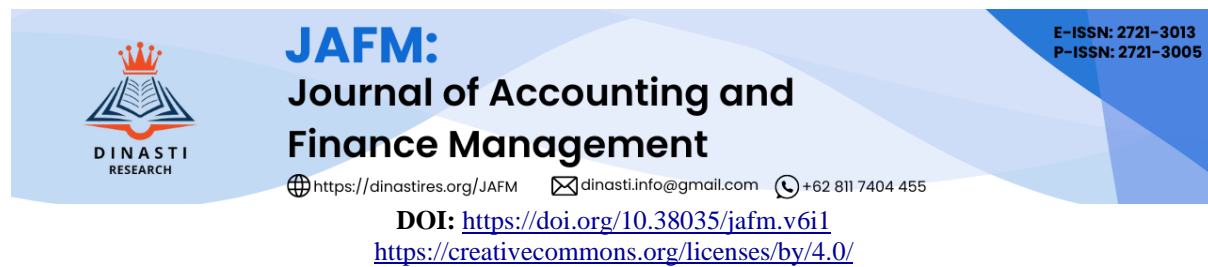 JAFM:
Journal of Accounting and
Finance Management
E-ISSN: 2721-3013
P-ISSN: 2721-3005
DINASTI
RESEARCH
https://dinastires.org/JAFM dinasti.info@gmail.com +62 811 7404 455
DOI: https://doi.org/10.38035/jafm.v6i1
https://creativecommons.org/licenses/by/4.0/